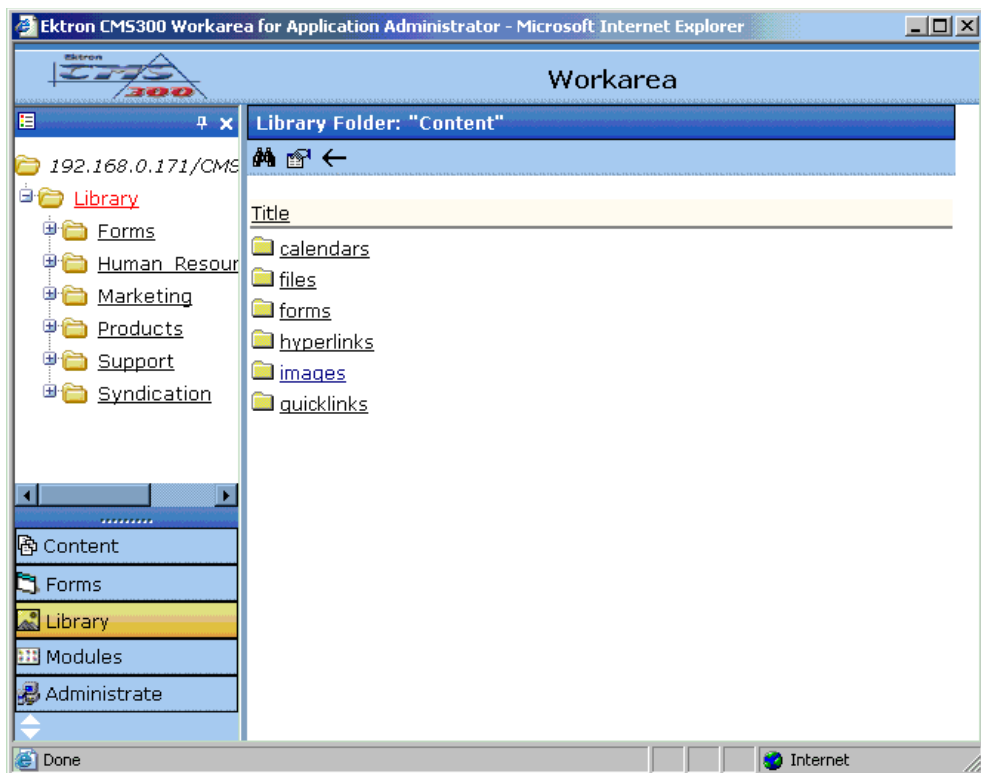 Ektron CMS300 Workarea for Application Administrator - Microsoft Internet Explorer
Ektron
CMS
300
Workarea
Library Folder: "Content"
192.168.0.171/CMS
Library
Forms
Human Resour
Marketing
Products
Support
Syndication
Title
calendars
files
forms
hyperlinks
images
quicklinks
Content
Forms
Library
Modules
Administrate
Done
Internet